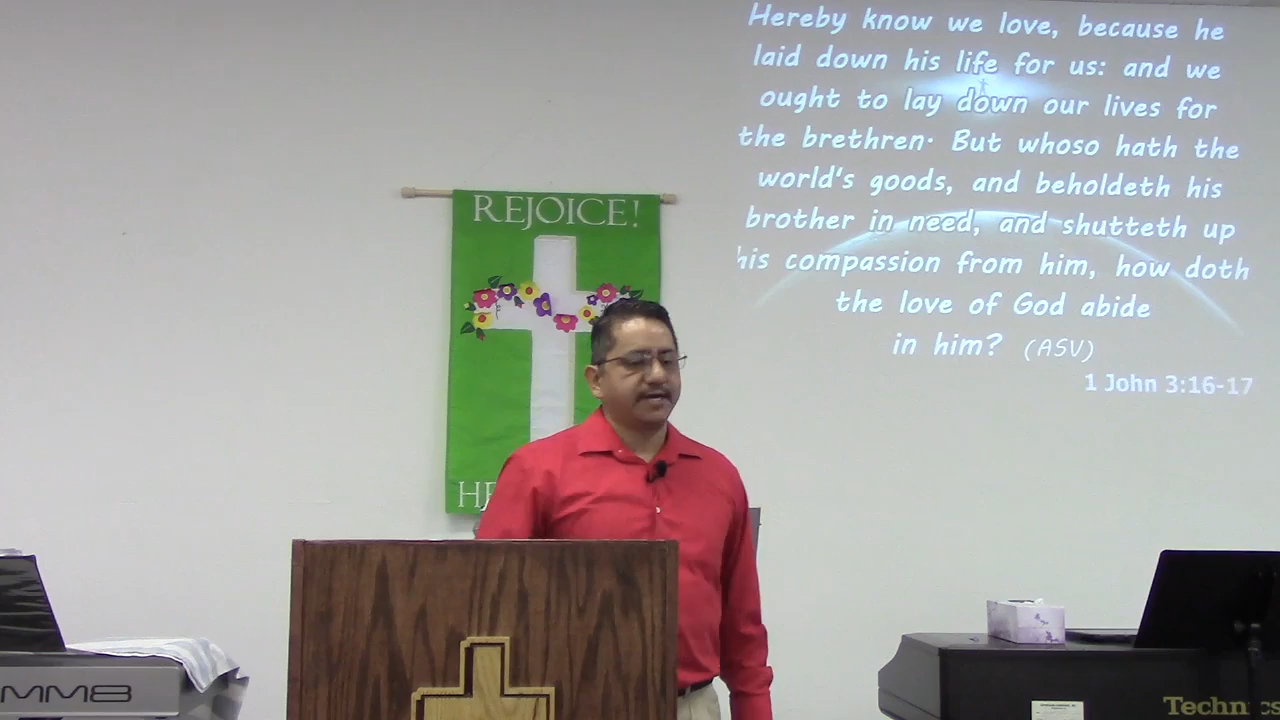 Hereby know we love, because he
laid down his life for us: and we
ought to lay down our lives for
the brethren. But whoso hath the
world's goods, and beholdeth his
brother in need, and shutteth up
his compassion from him, how doth
the love of God abide
in him? (ASV)
1 John 3:16-17
REJOICE!
MM8
Technics